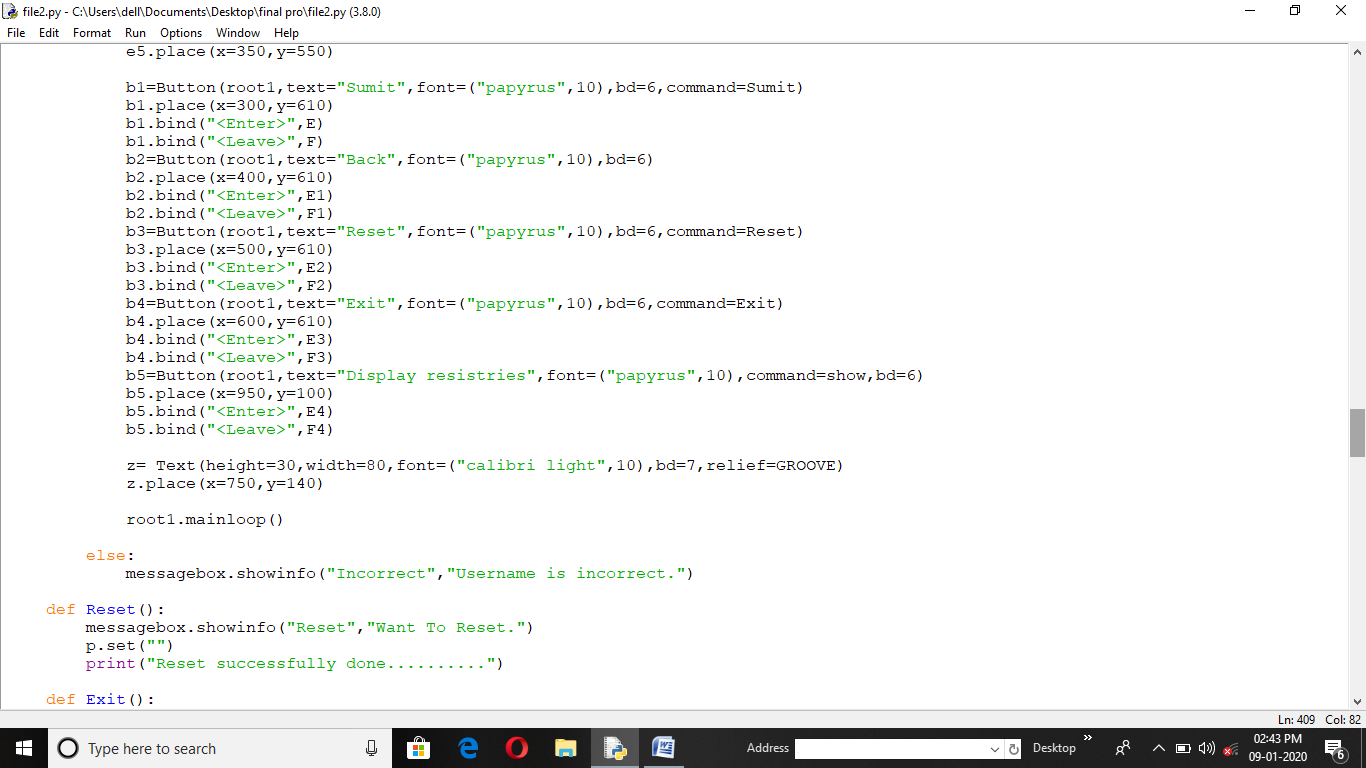 file2.py - C:\Users\dell\Documents\Desktop\final pro\file2.py (3.8.0)
File Edit Format Run Options Window Help
e5.place(x=350,y=550)
b1=Button(root1,text="Sumit",font=("papyrus",10),bd=6,command=Sumit)
b1.place(x=300,y=610)
b1.bind("<Enter>",E)
b1.bind("<Leave>",F)
b2=Button(root1,text="Back",font=("papyrus",10),bd=6)
b2.place(x=400,y=610)
b2.bind("<Enter>",E1)
b2.bind("<Leave>",F1)
b3=Button(root1,text="Reset",font=("papyrus",10),bd=6,command=Reset)
b3.place(x=500,y=610)
b3.bind("<Enter>",E2)
b3.bind("<Leave>",F2)
b4=Button(root1,text="Exit",font=("papyrus",10),bd=6,command=Exit)
b4.place(x=600,y=610)
b4.bind("<Enter>",E3)
b4.bind("<Leave>",F3)
b5=Button(root1,text="Display resistries",font=("papyrus",10),command=show,bd=6)
b5.place(x=950,y=100)
b5.bind("<Enter>",E4)
b5.bind("<Leave>",F4)
z= Text(height=30,width=80,font=("calibri light",10),bd=7,relief=GROOVE)
z.place(x=750,y=140)
root1.mainloop()
else:
messagebox.showinfo("Incorrect","Username is incorrect.")
def Reset():
messagebox.showinfo("Reset","Want To Reset.")
p.set("")
print("Reset successfully done..........")
def Exit():
Ln: 409 Col: 82
Type here to search
Address
Desktop
02:43 PM
09-01-2020
6